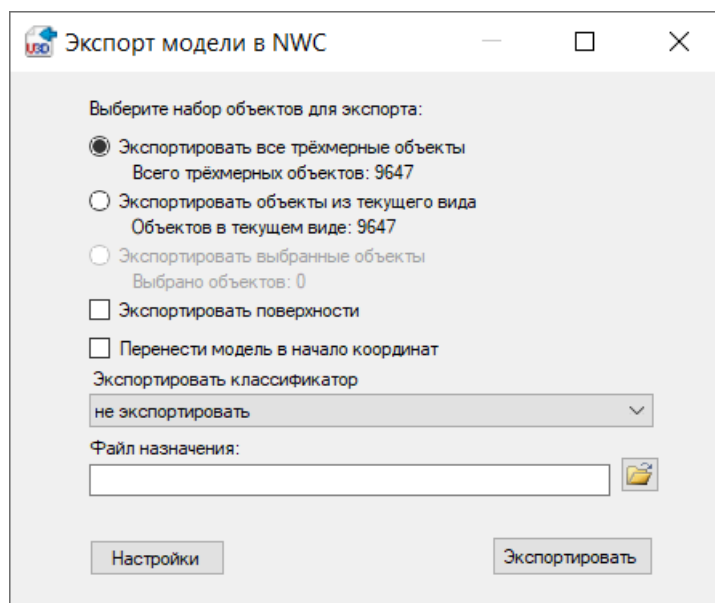 U3D
Экспорт модели в NWC
Выберите набор объектов для экспорта:
Экспортировать все трёхмерные объекты
Всего трёхмерных объектов: 9647
Экспортировать объекты из текущего вида
Объектов в текущем виде: 9647
Экспортировать выбранные объекты
Выбрано объектов: 0
Экспортировать поверхности
Перенести модель в начало координат
Экспортировать классификатор
не экспортировать
Файл назначения:
Настройки
Экспортировать